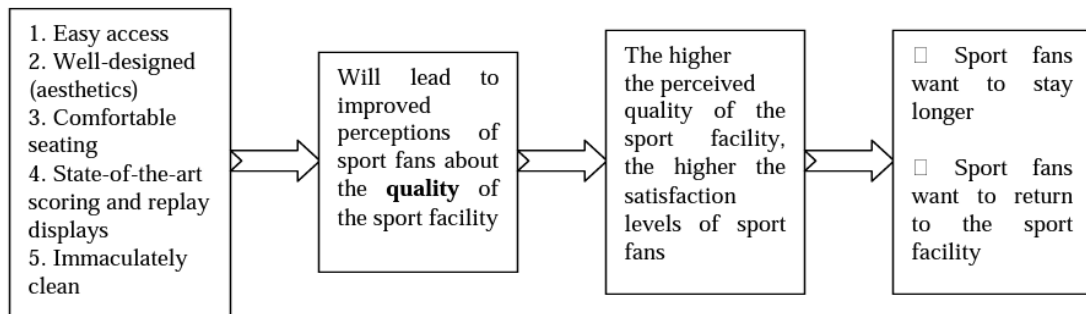 1. Easy access
2. Well-designed
(aesthetics)
3. Comfortable
seating
4. State-of-the-art
scoring and replay
displays
5. Immaculately
clean
Will lead to
improved
perceptions of
sport fans about
the quality of
the sport facility
The higher
the perceived
quality of the
sport facility,
the higher the
satisfaction
levels of sport
fans
□ Sport fans
want to stay
longer
□ Sport fans
want to return
to the sport
facility